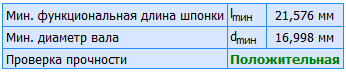 Мин. функциональная длина шпонки lмин 21,576 мм
Мин. диаметр вала dмин 16,998 мм
Проверка прочности Положительная